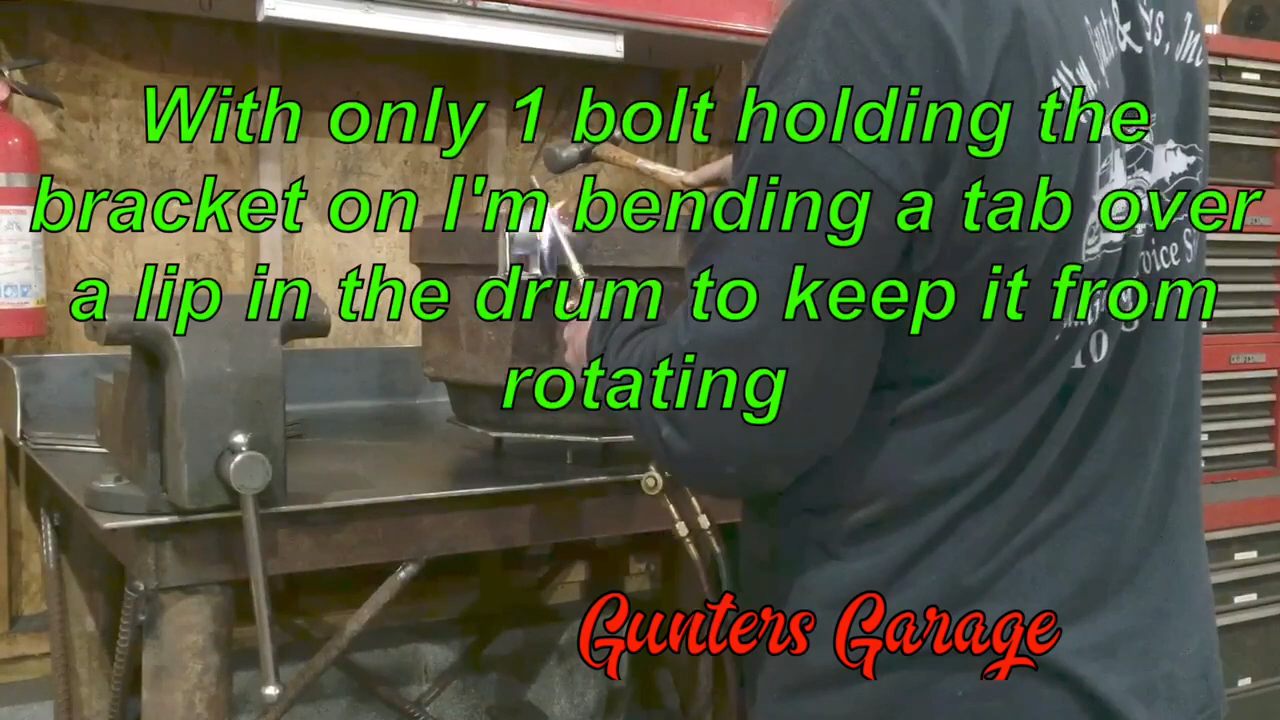 With only 1 bolt holding the
bracket on I'm bending a tab over
a lip in the drum to keep it from
rotating
Gunters Garage
CRAFTSMAN